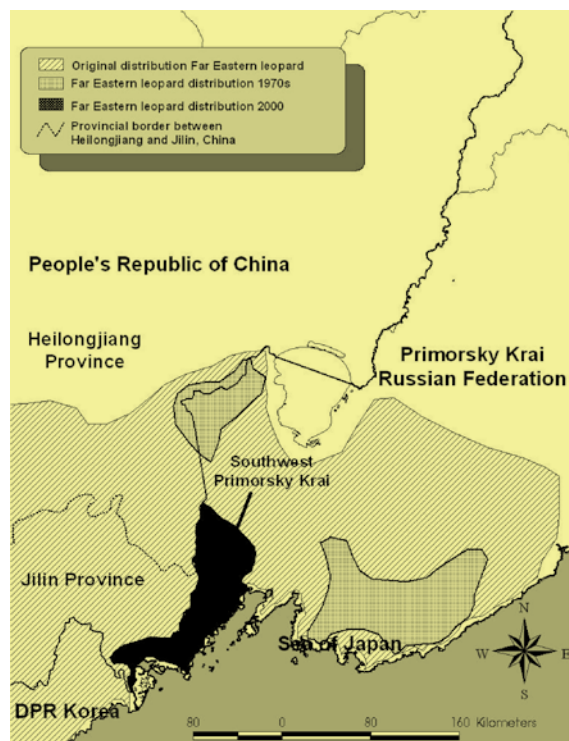 Original distribution Far Eastern leopard
Far Eastern leopard distribution 1970s
Far Eastern leopard distribution 2000
Provincial border between
Heilongjiang and Jilin, China
People's Republic of China
Heilongjiang
Province
Primorsky Krai
Russian Federation
Southwest
Primorsky Krai
Jilin Province
Sea of Japan
DPR Korea
N
W
E
S
80
0
80
160 Kilometers